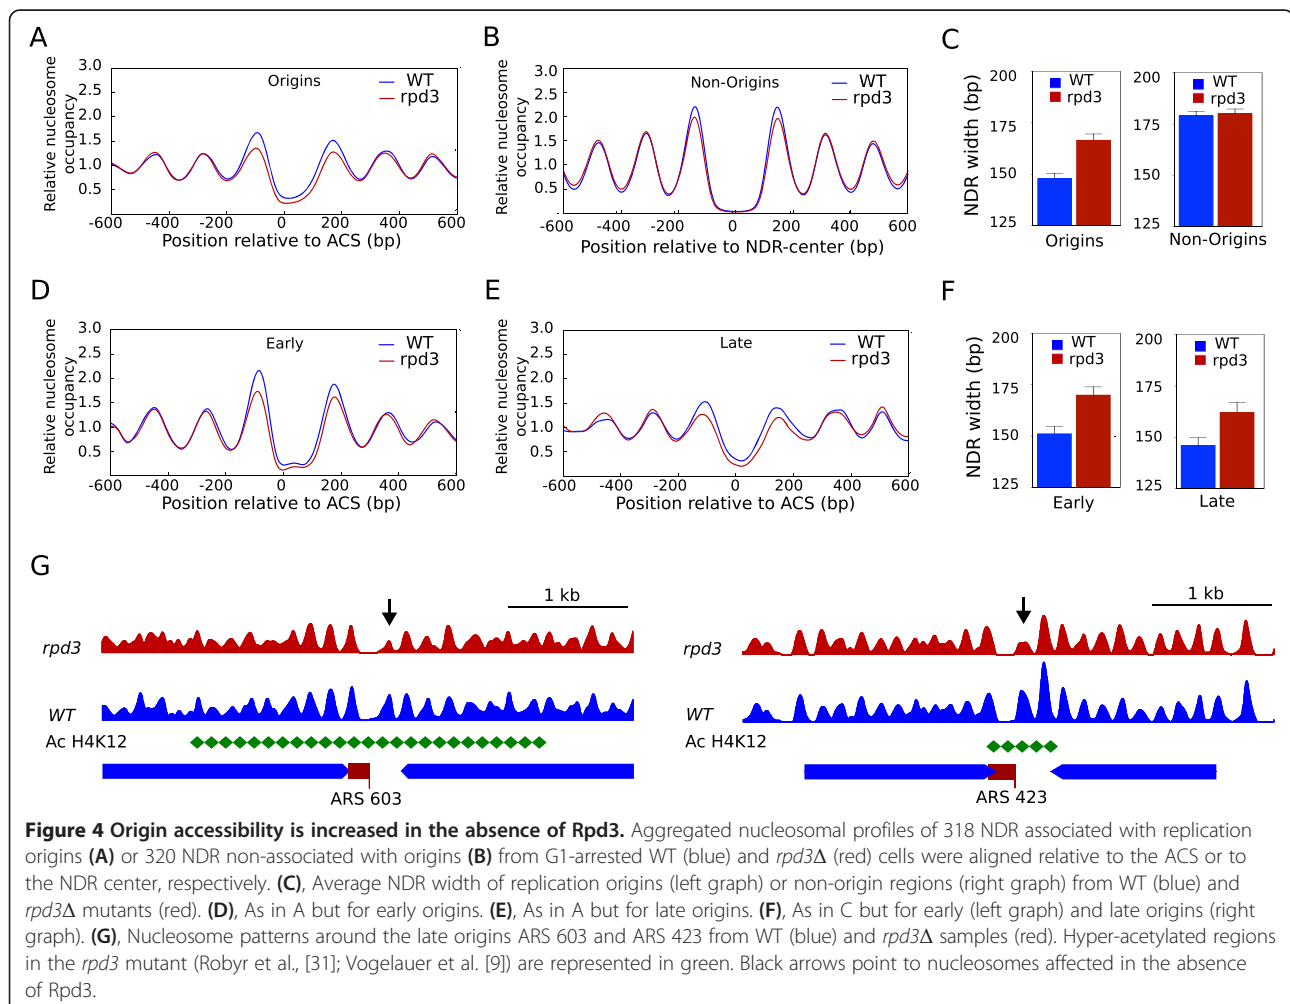 A
Relative nucleosome
occupancy
3.0
2.5
2.0
1.5
1.0
0.5
Origins
WT
rpd3
-600
-400
-200
0
200
400
600
Position relative to ACS (bp)
B
Relative nucleosome
occupancy
3.0
2.5
2.0
1.5
1.0
0.5
Non-Origins
WT
rpd3
-600
-400
-200
0
200
400
600
Position relative to NDR-center (bp)
C
NDR width (bp)
200
175
150
125
WT
rpd3
Origins
200
175
150
125
WT
rpd3
Non-Origins
D
Relative nucleosome
occupancy
3.0
2.5
2.0
1.5
1.0
0.5
Early
WT
rpd3
-600
-400
-200
0
200
400
600
Position relative to ACS (bp)
E
Relative nucleosome
occupancy
3.0
2.5
2.0
1.5
1.0
0.5
Late
WT
rpd3
-600
-400
-200
0
200
400
600
Position relative to ACS (bp)
F
NDR width (bp)
200
175
150
125
WT
rpd3
Early
200
175
150
125
WT
rpd3
Late
G
1 kb
rpd3
WT
Ac H4K12
ARS 603
1 kb
rpd3
WT
Ac H4K12
ARS 423
Figure 4 Origin accessibility is increased in the absence of Rpd3. Aggregated nucleosomal profiles of 318 NDR associated with replication
origins (A) or 320 NDR non-associated with origins (B) from G1-arrested WT (blue) and rpd3Δ (red) cells were aligned relative to the ACS or to
the NDR center, respectively. (C), Average NDR width of replication origins (left graph) or non-origin regions (right graph) from WT (blue) and
rpd3Δ mutants (red). (D), As in A but for early origins. (E), As in A but for late origins. (F), As in C but for early (left graph) and late origins (right
graph). (G), Nucleosome patterns around the late origins ARS 603 and ARS 423 from WT (blue) and rpd3Δ samples (red). Hyper-acetylated regions
in the rpd3 mutant (Robyr et al., [31]; Vogelauer et al. [9]) are represented in green. Black arrows point to nucleosomes affected in the absence
of Rpd3.